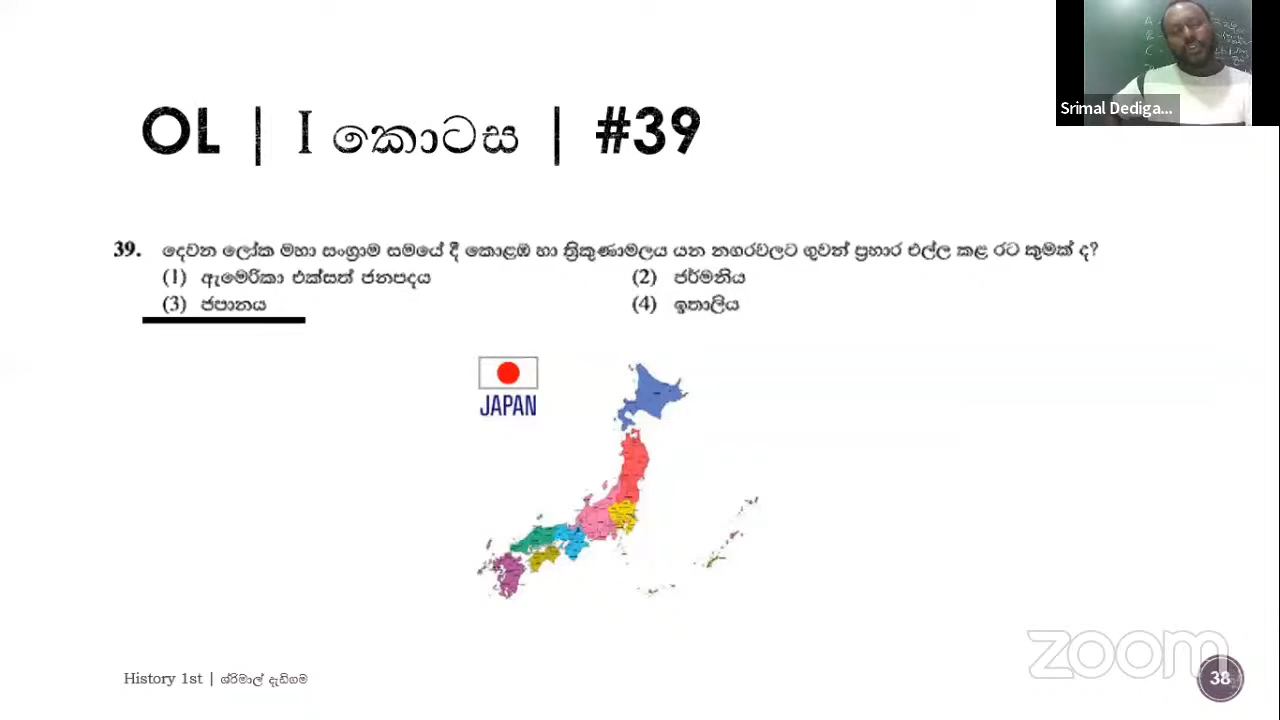 Srimal Dediga...
OL | I කොටස | #39
39. දෙවන ලෝක මහා සංග්‍රාම සමයේ දී කොළඹ හා ත්‍රිකුණාමලය යන නගරවලට ගුවන් ප්‍රහාර එල්ල කළ රට කුමක් ද?
(1) ඇමෙරිකා එක්සත් ජනපදය (2) ජර්මනිය
(3) ජපානය (4) ඉතාලිය
JAPAN
zoom
History 1st | ශ්රිමාල් දැඩිගම
38